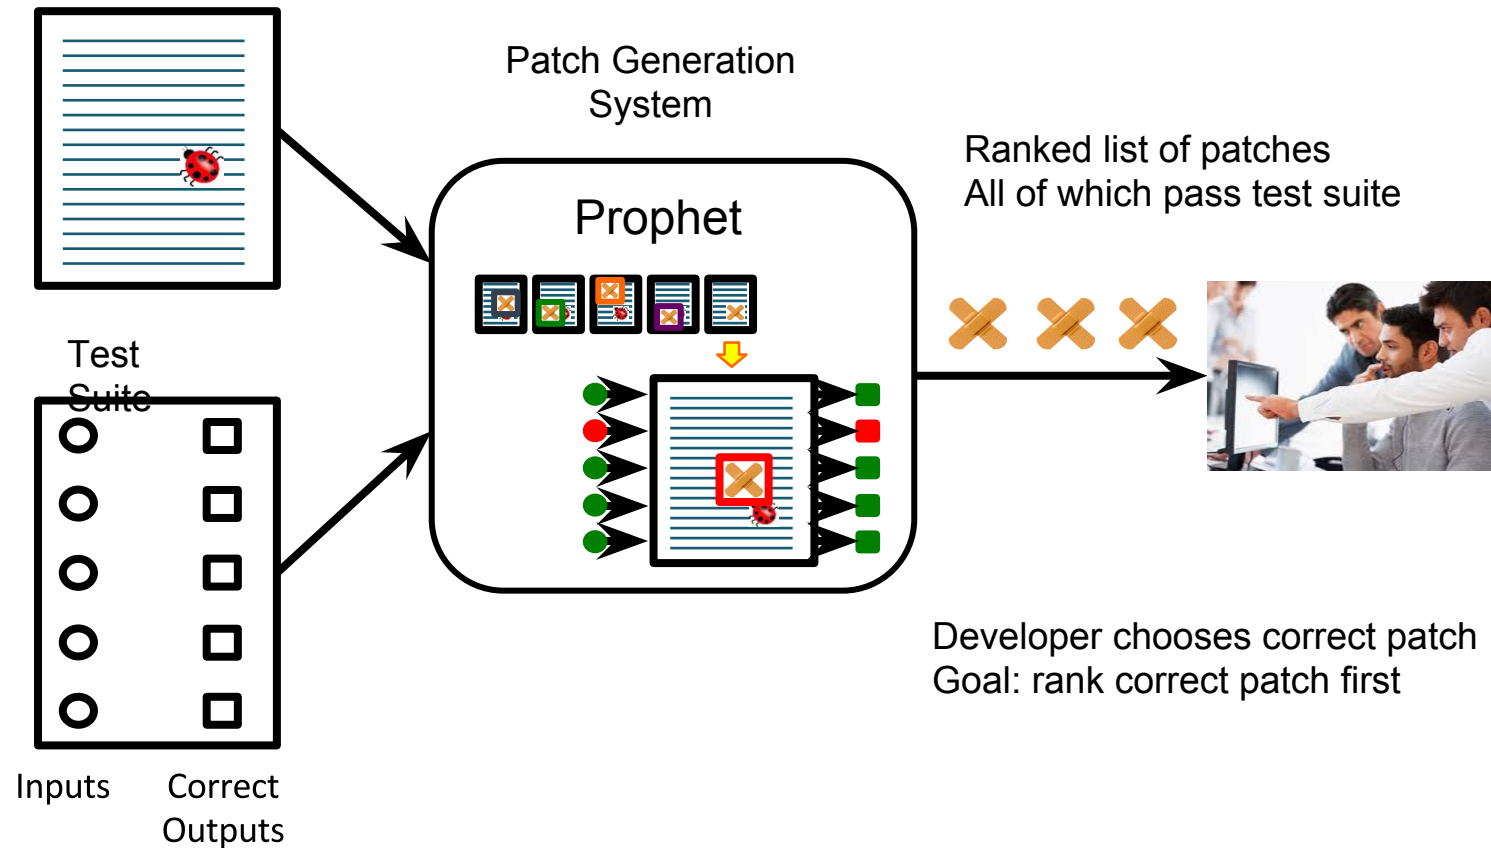 Patch Generation
System
Ranked list of patches
All of which pass test suite
Prophet
Test
Suite
Developer chooses correct patch
Goal: rank correct patch first
Inputs
Correct
Outputs